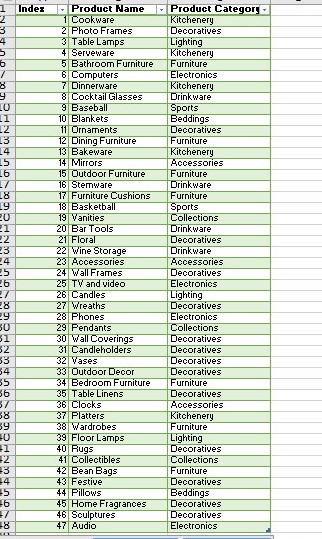 1 Index Product Name Product Category
2 1 Cookware Kitchenery
3 2 Photo Frames Decoratives
4 3 Table Lamps Lighting
5 4 Serveware Kitchenery
6 5 Bathroom Furniture Furniture
7 6 Computers Electronics
8 7 Dinnerware Kitchenery
9 8 Cocktail Glasses Drinkware
10 9 Baseball Sports
11 10 Blankets Beddings
12 11 Ornaments Decoratives
13 12 Dining Furniture Furniture
14 13 Bakeware Kitchenery
15 14 Mirrors Accessories
16 15 Outdoor Furniture Furniture
17 16 Stemware Drinkware
18 17 Furniture Cushions Furniture
19 18 Basketball Sports
20 19 Vanities Collections
21 20 Bar Tools Drinkware
22 21 Floral Decoratives
23 22 Wine Storage Drinkware
24 23 Accessories Accessories
25 24 Wall Frames Decoratives
26 25 TV and video Electronics
27 26 Candles Lighting
28 27 Wreaths Decoratives
29 28 Phones Electronics
30 29 Pendants Collections
31 30 Wall Coverings Decoratives
32 31 Candleholders Decoratives
33 32 Vases Decoratives
34 33 Outdoor Decor Decoratives
35 34 Bedroom Furniture Furniture
36 35 Table Linens Decoratives
37 36 Clocks Accessories
38 37 Platters Kitchenery
39 38 Wardrobes Furniture
40 39 Floor Lamps Lighting
41 40 Rugs Decoratives
42 41 Collectibles Collections
43 42 Bean Bags Furniture
44 43 Festive Decoratives
45 44 Pillows Beddings
46 45 Home Fragrances Decoratives
47 46 Sculptures Decoratives
48 47 Audio Electronics